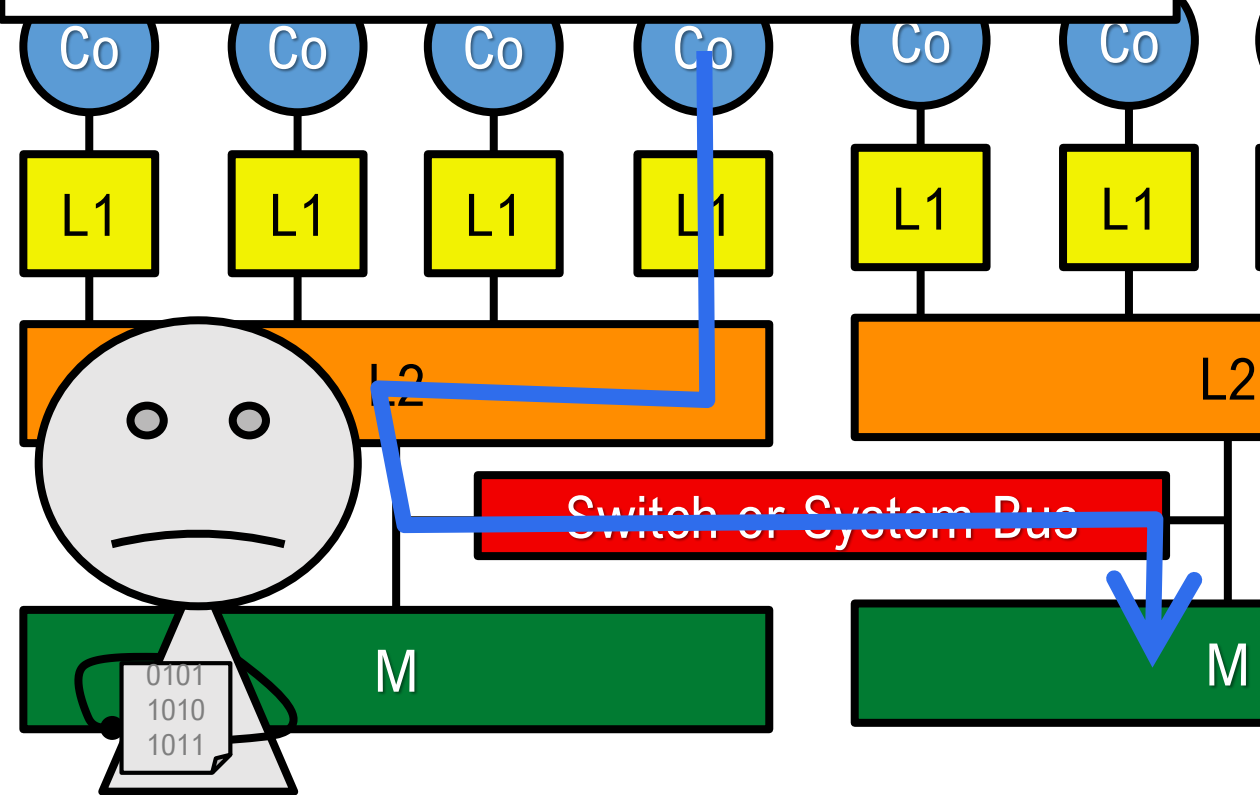 Co Co Co Co Co Co
L1 L1 L1 L1 L1 L1
L2 L2
Switch or System Bus
M M
0101
1010
1011